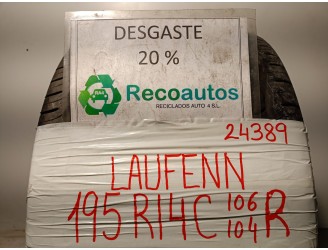 DESGASTE
20 %
Recoautos
RECICLADOS AUTO 4 S.L.
24389
LAUFENN
195 R14C 106 R
104